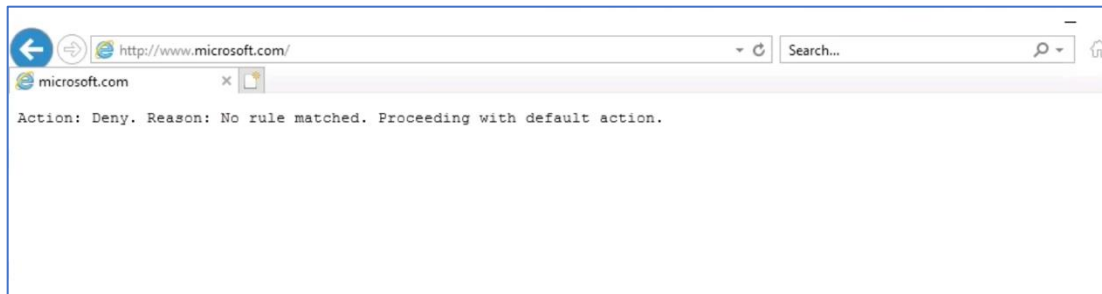 http://www.microsoft.com/
Search...
microsoft.com
Action: Deny. Reason: No rule matched. Proceeding with default action.